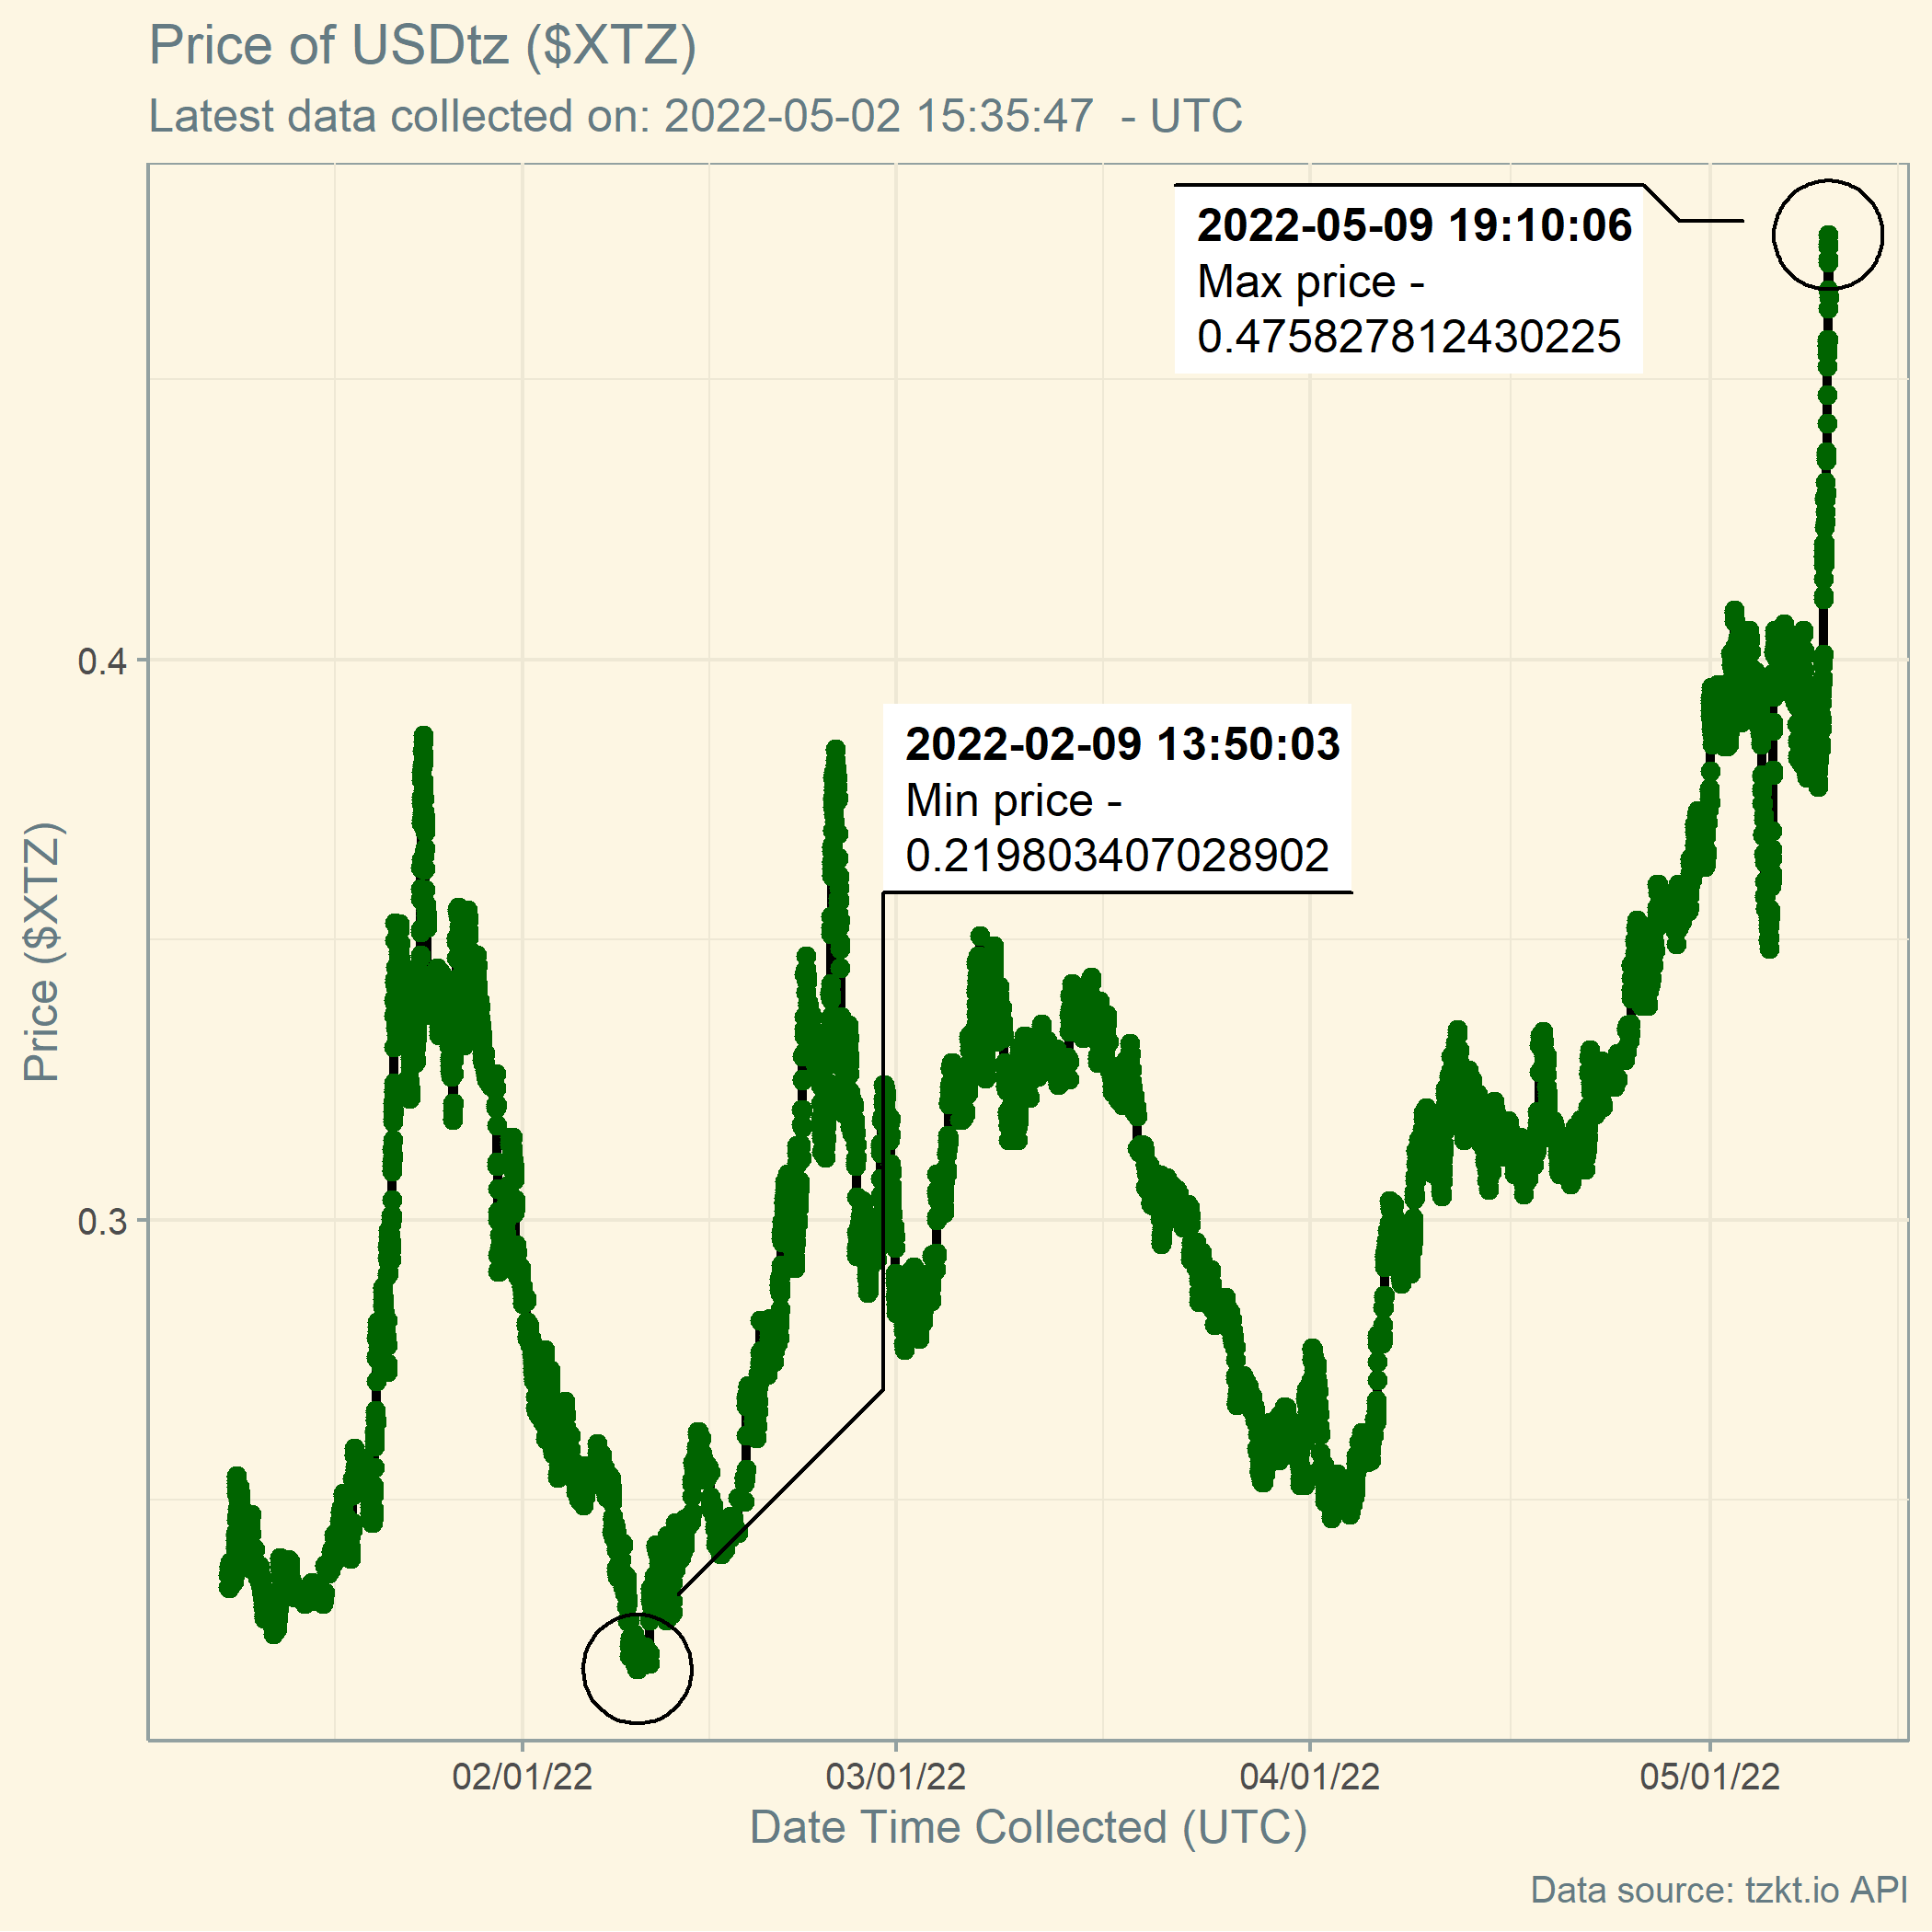 Price of USDtz ($XTZ)
Latest data collected on: 2022-05-02 15:35:47  - UTC
2022-05-09 19:10:06
Max price -
0.475827812430225
0.4
2022-02-09 13:50:03
Min price -
0.219803407028902
Price ($XTZ)
0.3
02/01/22 03/01/22 04/01/22 05/01/22
Date Time Collected (UTC)
Data source: tzkt.io API